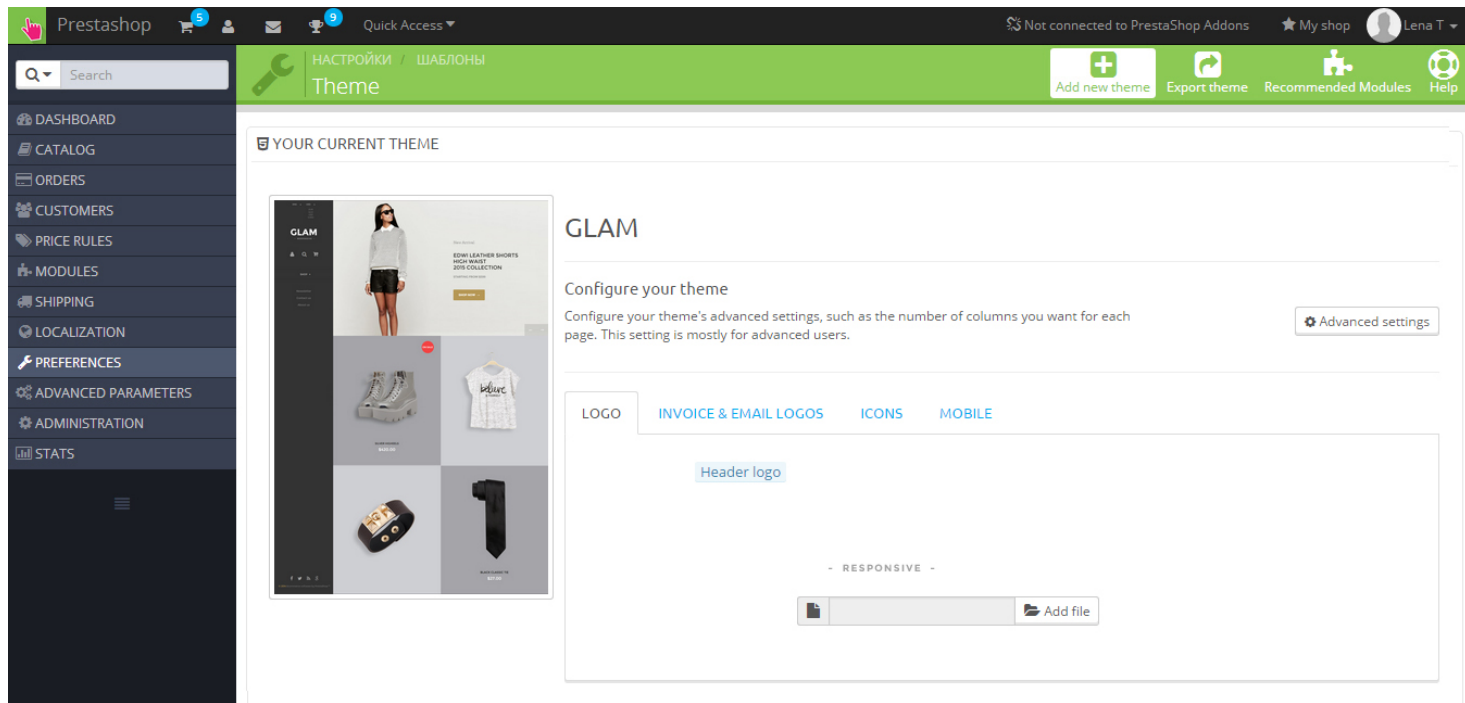 Prestashop 5 9 Quick Access Not connected to PrestaShop Addons My shop Lena T
Search
НАСТРОЙКИ / ШАБЛОНЫ
Theme
Add new theme Export theme Recommended Modules Help
DASHBOARD
CATALOG
ORDERS
CUSTOMERS
PRICE RULES
MODULES
SHIPPING
LOCALIZATION
PREFERENCES
ADVANCED PARAMETERS
ADMINISTRATION
STATS
YOUR CURRENT THEME
GLAM
EDWI LEATHER SHORTS
HIGH WAIST
2015 COLLECTION
GLAM
Configure your theme
Configure your theme's advanced settings, such as the number of columns you want for each
page. This setting is mostly for advanced users.
Advanced settings
LOGO INVOICE & EMAIL LOGOS ICONS MOBILE
Header logo
- RESPONSIVE -
Add file